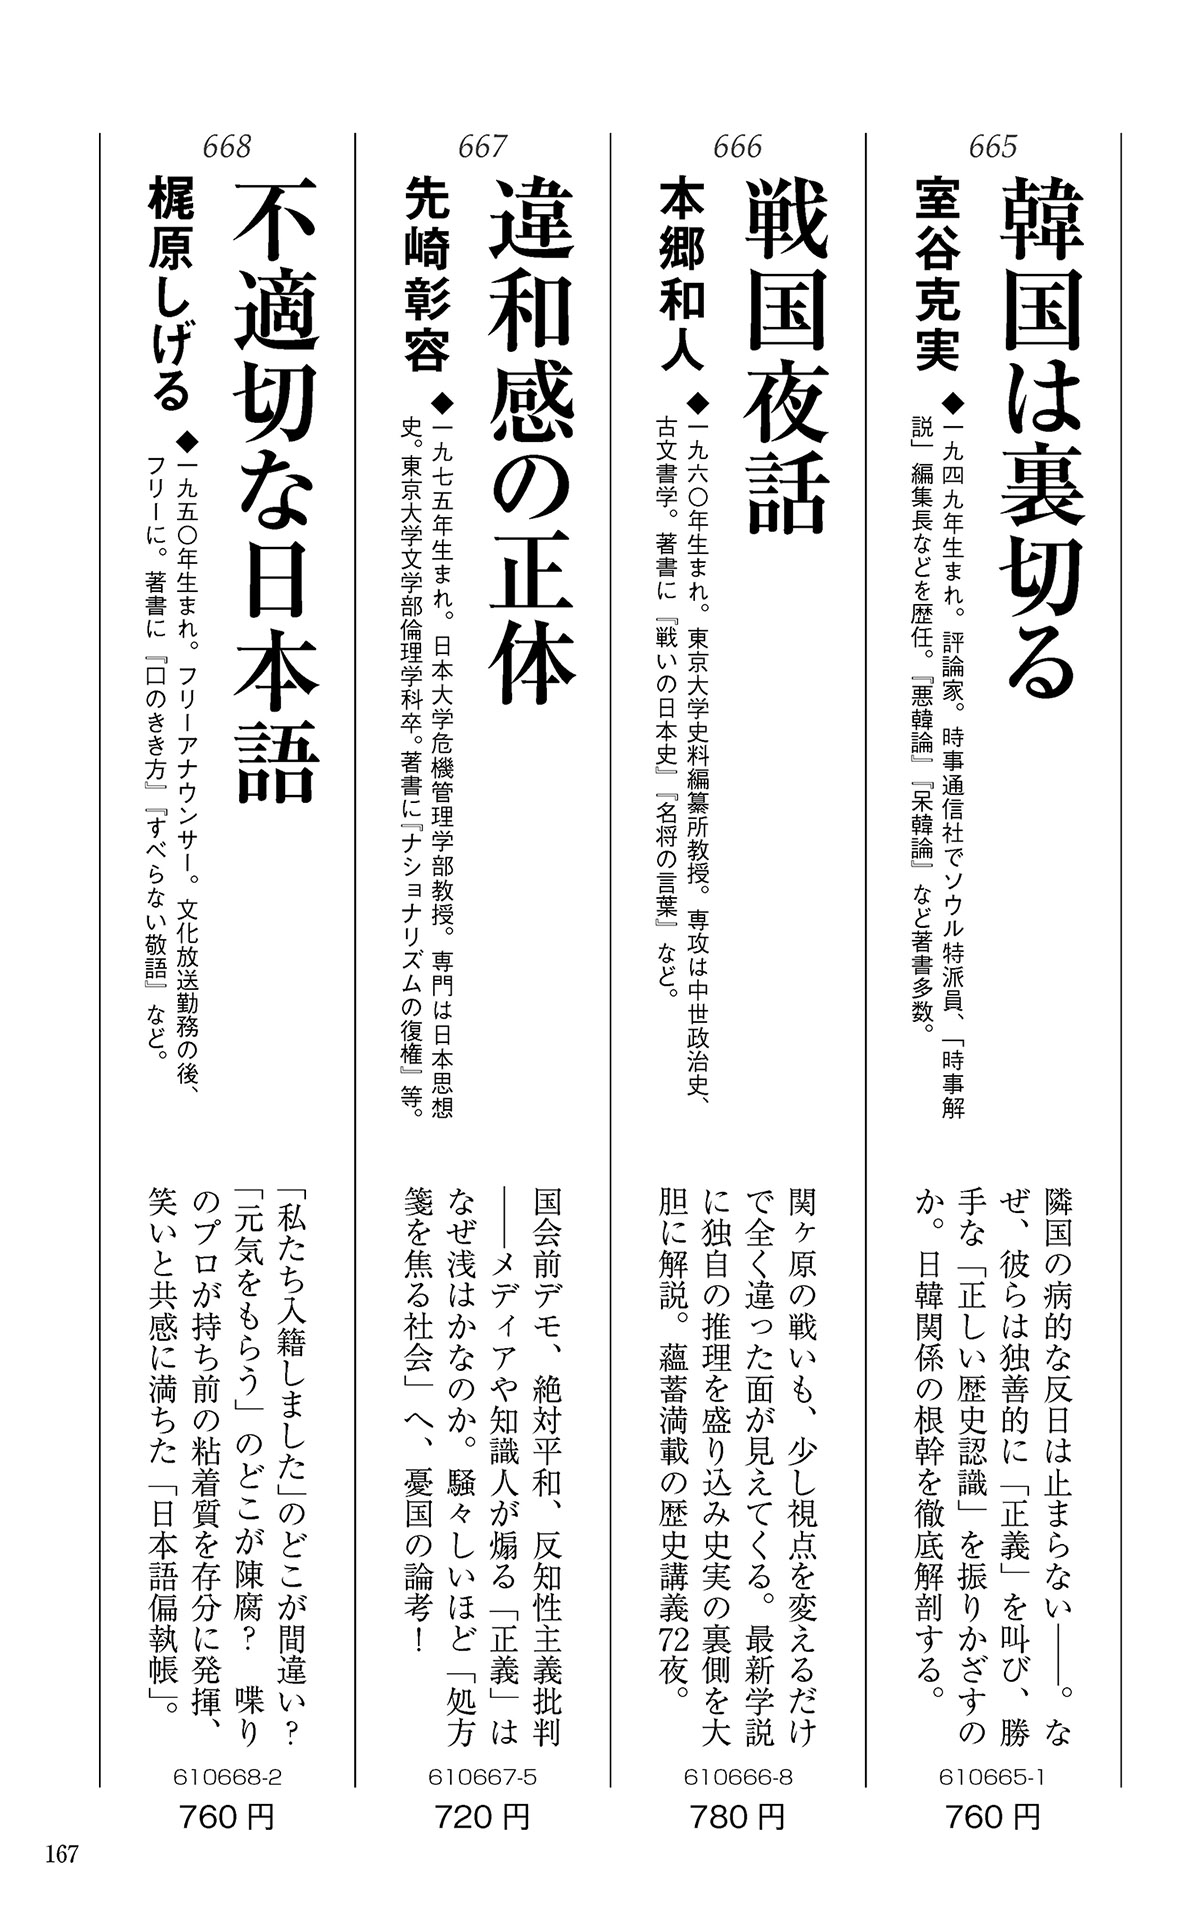 665
韓国は裏切る
室谷克実
◆一九四九年生まれ。評論家。時事通信社でソウル特派員、「時事解
説」編集長などを歴任。『悪韓論』『呆韓論』など著書多数。
隣国の病的な反日は止まらない――。な
ぜ、彼らは独善的に「正義」を叫び、勝
手な「正しい歴史認識」を振りかざすの
か。日韓関係の根幹を徹底解剖する。
610665-1
760円
666
戦国夜話
本郷和人
◆一九六〇年生まれ。東京大学史料編纂所教授。専攻は中世政治史、
古文書学。著書に『戦いの日本史』『名将の言葉』など。
関ヶ原の戦いも、少し視点を変えるだけ
で全く違った面が見えてくる。最新学説
に独自の推理を盛り込み史実の裏側を大
胆に解説。蘊蓄満載の歴史講義72夜。
610666-8
780円
667
違和感の正体
先崎彰容
◆一九七五年生まれ。日本大学危機管理学部教授。専門は日本思想
史。東京大学文学部倫理学科卒。著書に『ナショナリズムの復権』等。
国会前デモ、絶対平和、反知性主義批判
――メディアや知識人が煽る「正義」は
なぜ浅はかなのか。騒々しいほど「処方
箋を焦る社会」へ、憂国の論考！
610667-5
720円
668
不適切な日本語
梶原しげる
◆一九五〇年生まれ。フリーアナウンサー。文化放送勤務の後、
フリーに。著書に『口のきき方』『すべらない敬語』など。
「私たち入籍しました」のどこが間違い？
「元気をもらう」のどこが陳腐？　喋り
のプロが持ち前の粘着質を存分に発揮、
笑いと共感に満ちた「日本語偏執帳」。
610668-2
760円
167